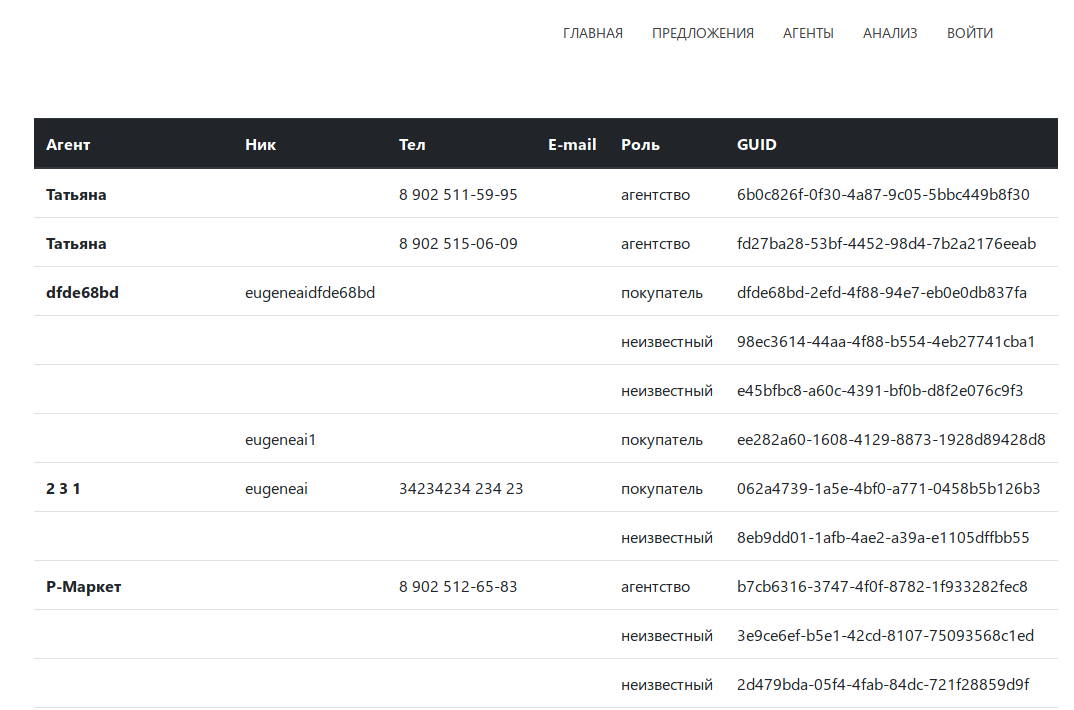 ГЛАВНАЯ ПРЕДЛОЖЕНИЯ АГЕНТЫ АНАЛИЗ ВОЙТИ
Агент Ник Тел E-mail Роль GUID
Татьяна 8 902 511-59-95 агентство 6b0c826f-0f30-4a87-9c05-5bbc449b8f30
Татьяна 8 902 515-06-09 агентство fd27ba28-53bf-4452-98d4-7b2a2176eeab
dfde68bd eugeneaidfde68bd покупатель dfde68bd-2efd-4f88-94e7-eb0e0db837fa
неизвестный 98ec3614-44aa-4f88-b554-4eb27741cba1
неизвестный e45bfbc8-a60c-4391-bf0b-d8f2e076c9f3
eugeneai1 покупатель ee282a60-1608-4129-8873-1928d89428d8
2 3 1 eugeneai 34234234 234 23 покупатель 062a4739-1a5e-4bf0-a771-0458b5b126b3
неизвестный 8eb9dd01-1afb-4ae2-a39a-e1105dffbb55
Р-Маркет 8 902 512-65-83 агентство b7cb6316-3747-4f0f-8782-1f933282fec8
неизвестный 3e9ce6ef-b5e1-42cd-8107-75093568c1ed
неизвестный 2d479bda-05f4-4fab-84dc-721f28859d9f